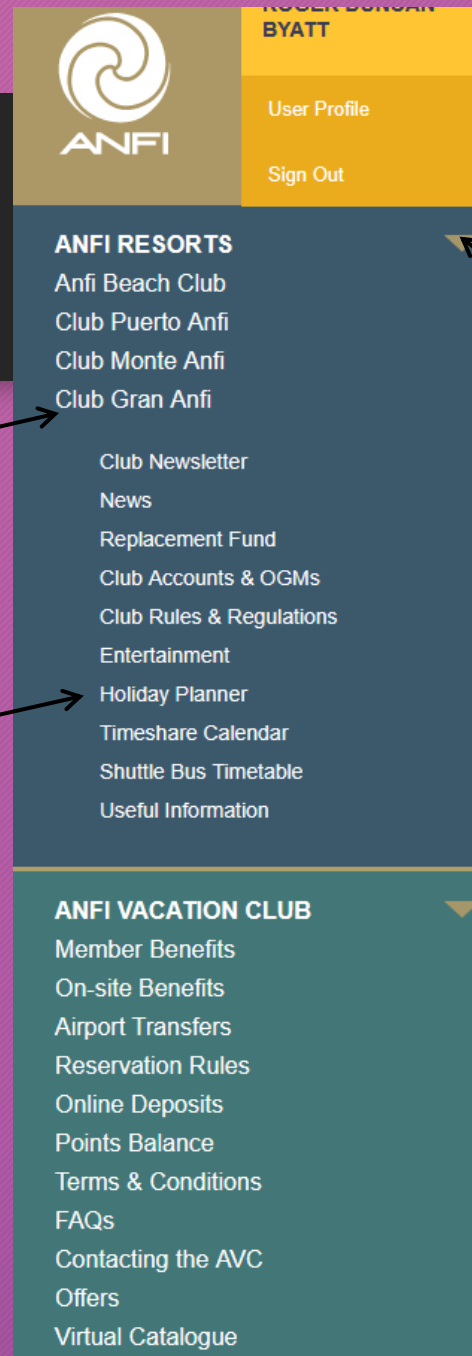 ROGER DUNCAN
BYATT
ANFI
User Profile
Sign Out
ANFI RESORTS
Anfi Beach Club
Club Puerto Anfi
Club Monte Anfi
Club Gran Anfi
Club Newsletter
News
Replacement Fund
Club Accounts & OGMs
Club Rules & Regulations
Entertainment
Holiday Planner
Timeshare Calendar
Shuttle Bus Timetable
Useful Information
ANFI VACATION CLUB
Member Benefits
On-site Benefits
Airport Transfers
Reservation Rules
Online Deposits
Points Balance
Terms & Conditions
FAQs
Contacting the AVC
Offers
Virtual Catalogue